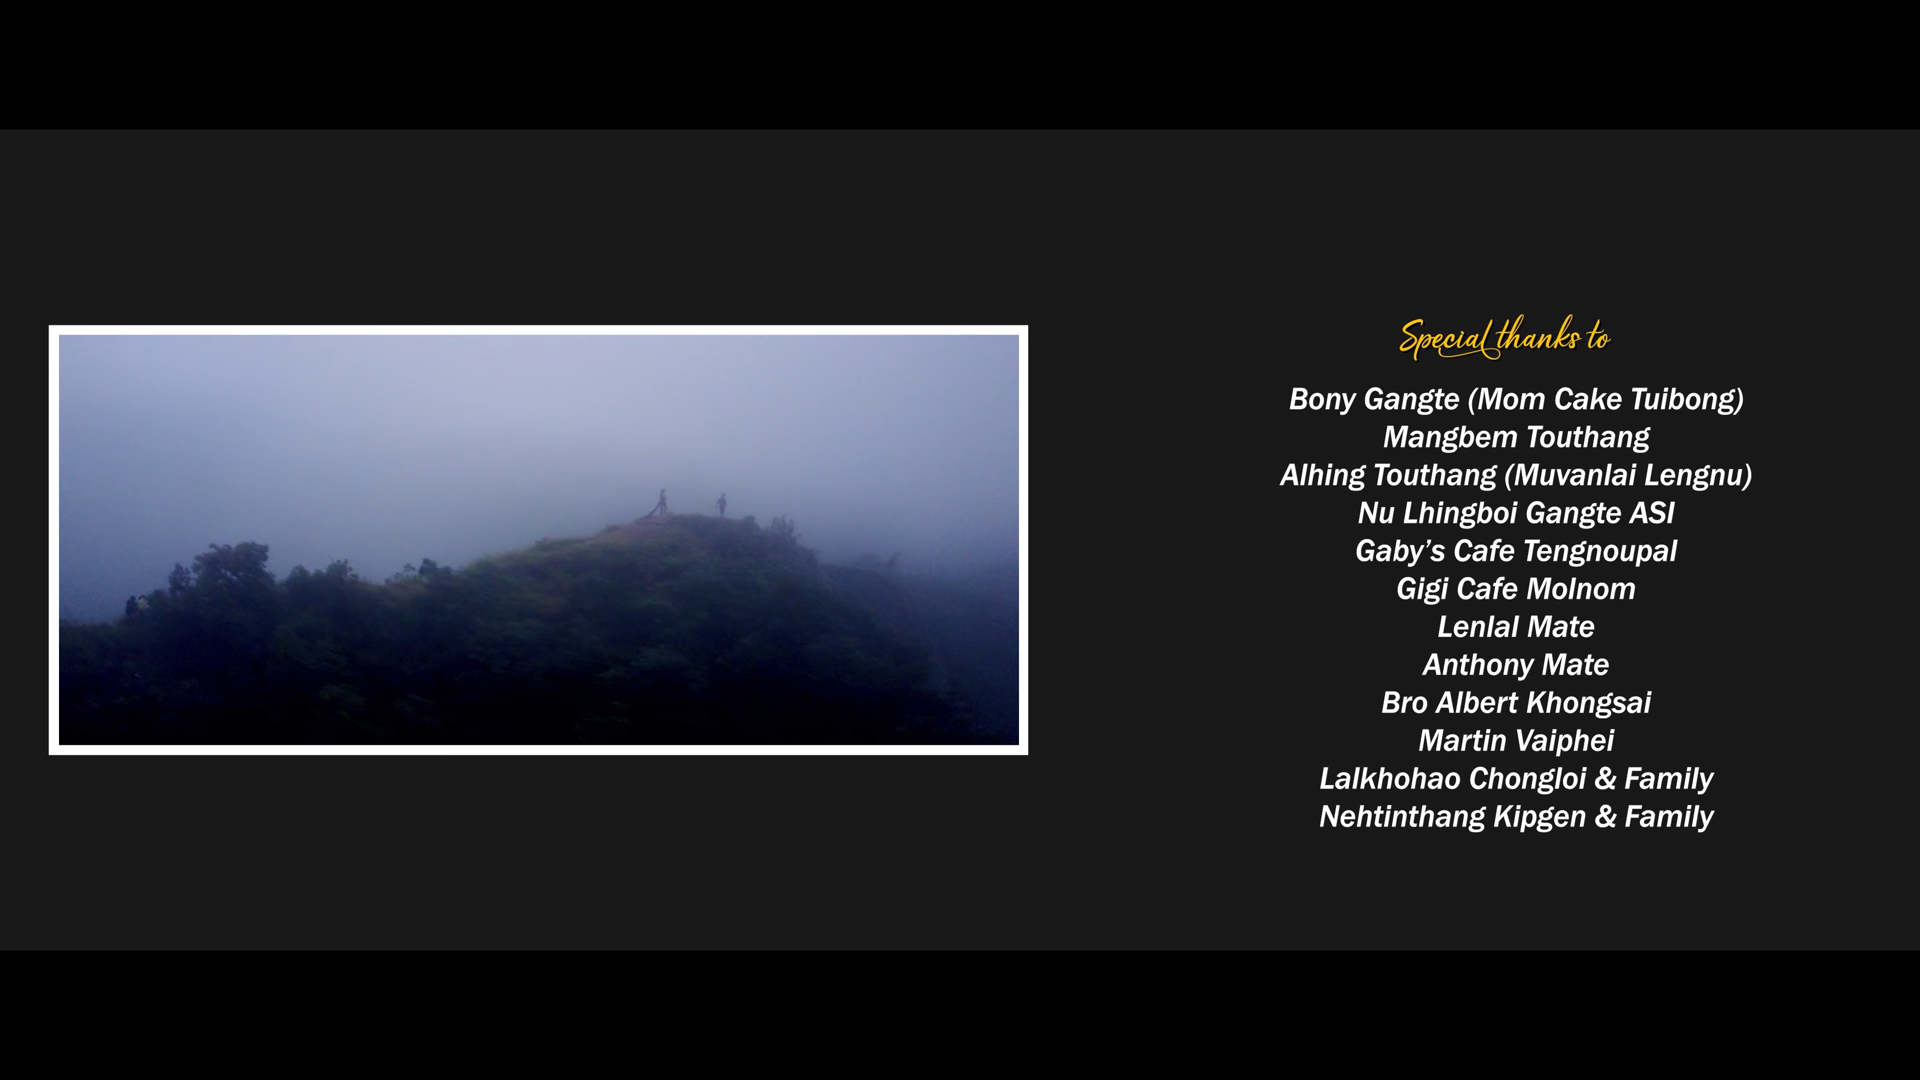 Special thanks to
Bony Gangte (Mom Cake Tuibong)
Mangbem Touthang
Alhing Touthang (Muvanlai Lengnu)
Nu Lhingboi Gangte ASI
Gaby’s Cafe Tengnoupal
Gigi Cafe Molnom
Lenlal Mate
Anthony Mate
Bro Albert Khongsai
Martin Vaiphei
Lalkhohao Chongloi & Family
Nehtinthang Kipgen & Family